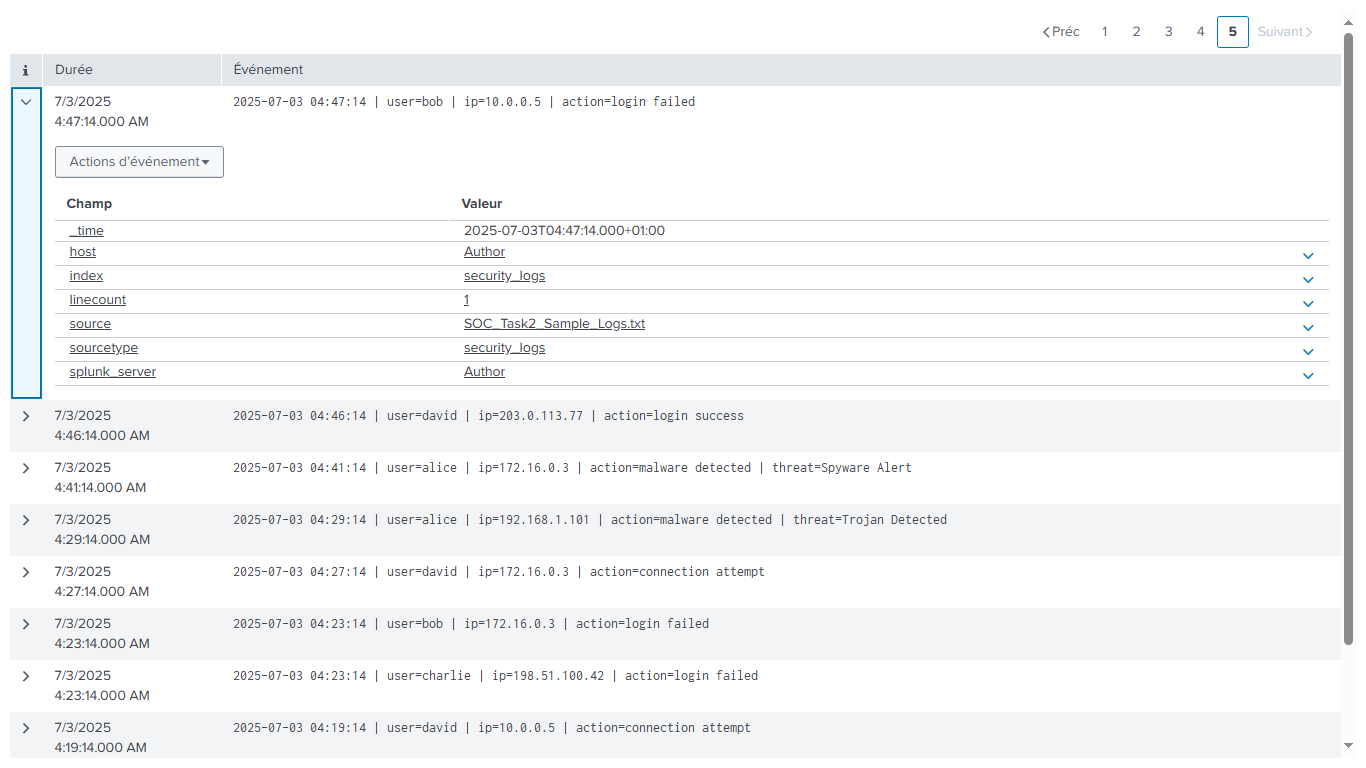 Préc 1 2 3 4 5 Suivant
i Durée Événement
7/3/2025 2025-07-03 04:47:14 | user=bob | ip=10.0.0.5 | action=login failed
4:47:14.000 AM
Actions d'événement
Champ Valeur
_time 2025-07-03T04:47:14.000+01:00
host Author
index security_logs
linecount 1
source SOC_Task2_Sample_Logs.txt
sourcetype security_logs
splunk_server Author
7/3/2025 2025-07-03 04:46:14 | user=david | ip=203.0.113.77 | action=login success
4:46:14.000 AM
7/3/2025 2025-07-03 04:41:14 | user=alice | ip=172.16.0.3 | action=malware detected | threat=Spyware Alert
4:41:14.000 AM
7/3/2025 2025-07-03 04:29:14 | user=alice | ip=192.168.1.101 | action=malware detected | threat=Trojan Detected
4:29:14.000 AM
7/3/2025 2025-07-03 04:27:14 | user=david | ip=172.16.0.3 | action=connection attempt
4:27:14.000 AM
7/3/2025 2025-07-03 04:23:14 | user=bob | ip=172.16.0.3 | action=login failed
4:23:14.000 AM
7/3/2025 2025-07-03 04:23:14 | user=charlie | ip=198.51.100.42 | action=login failed
4:23:14.000 AM
7/3/2025 2025-07-03 04:19:14 | user=david | ip=10.0.0.5 | action=connection attempt
4:19:14.000 AM